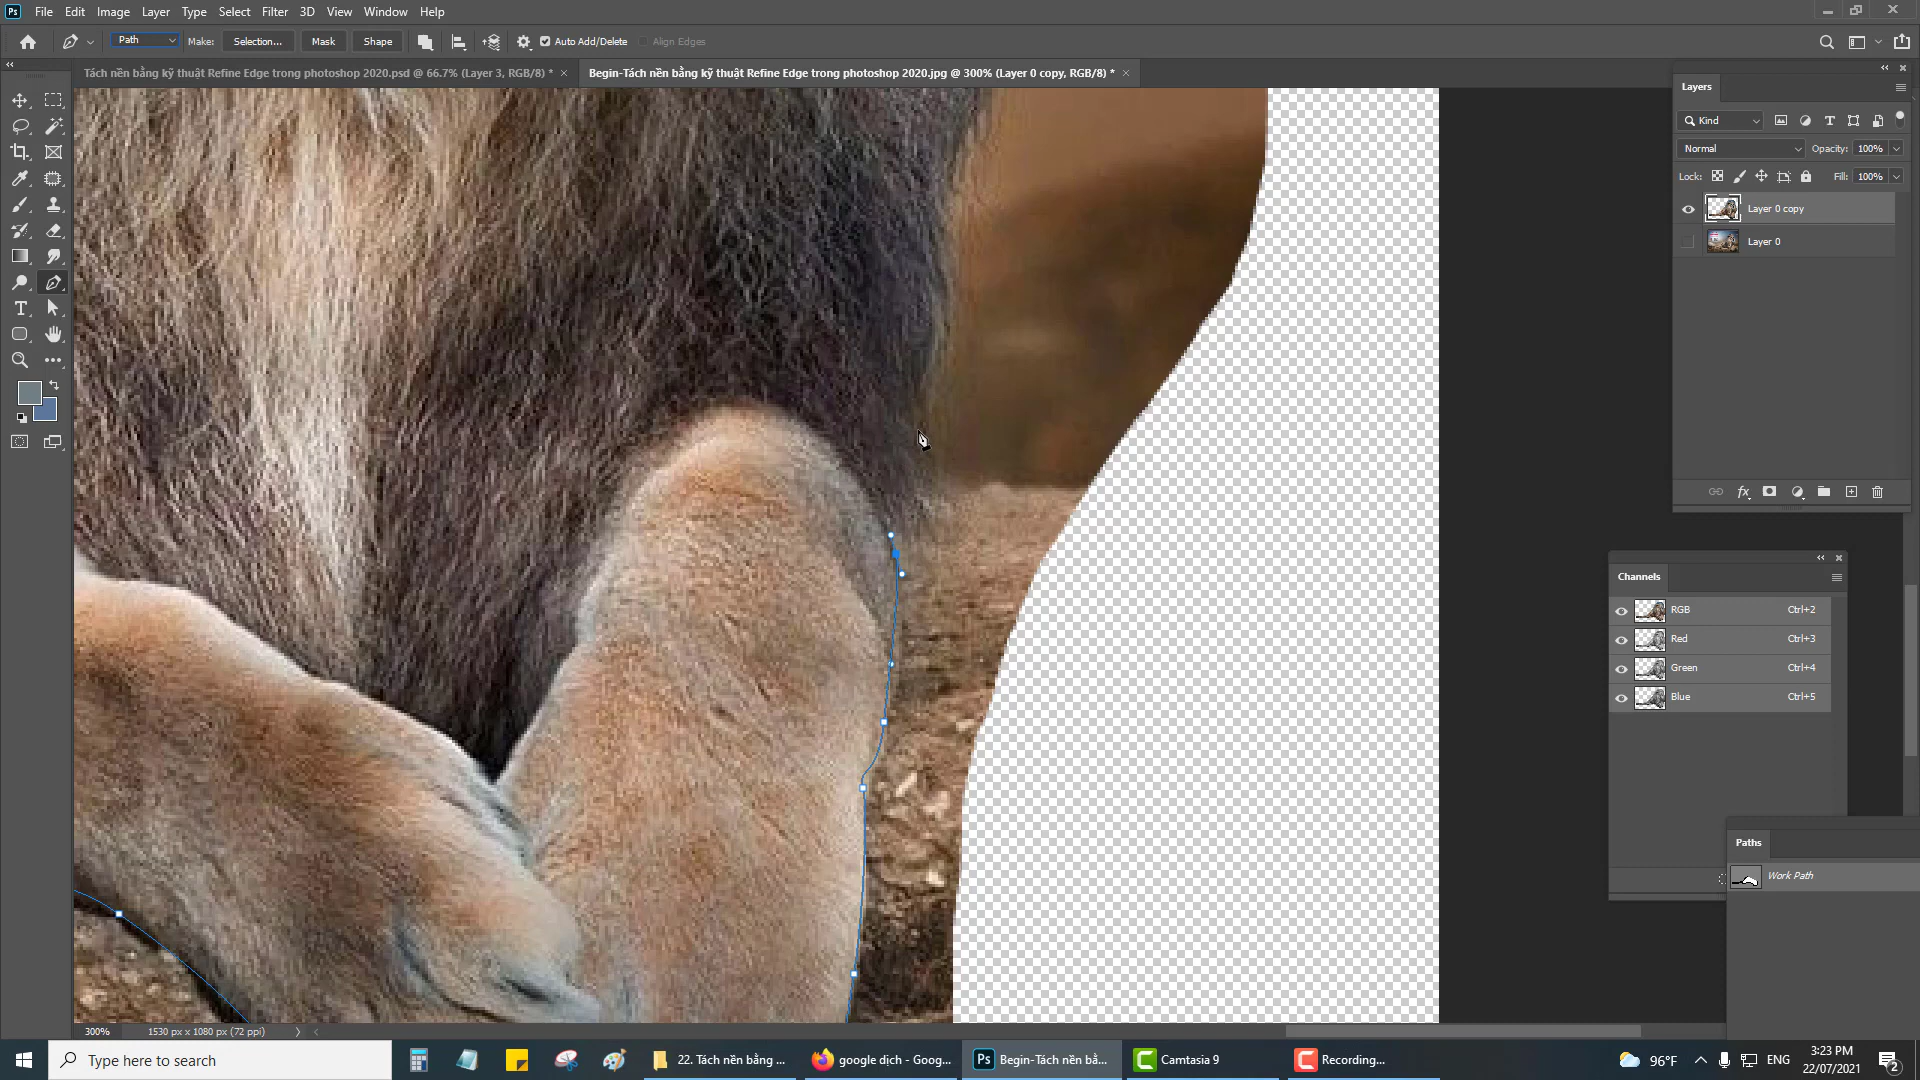 Ps File Edit Image Layer Type Select Filter 3D View Window Help
Path Make: Selection... Mask Shape Auto Add/Delete Align Edges
Tách nền bằng kỹ thuật Refine Edge trong photoshop 2020.psd @ 66.7% (Layer 3, RGB/8) * ×
Begin-Tách nền bằng kỹ thuật Refine Edge trong photoshop 2020.jpg @ 300% (Layer 0 copy, RGB/8) * ×
Layers
Kind
Normal Opacity: 100%
Lock: Fill: 100%
Layer 0 copy
Layer 0
fx
Channels
RGB Ctrl+2
Red Ctrl+3
Green Ctrl+4
Blue Ctrl+5
Paths
Work Path
300% 1530 px x 1080 px (72 ppi)
Type here to search
22. Tách nền bằng ...
google dịch - Goog...
Ps Begin-Tách nền bằ...
Camtasia 9
Recording...
96°F
ENG
3:23 PM
22/07/2021
2